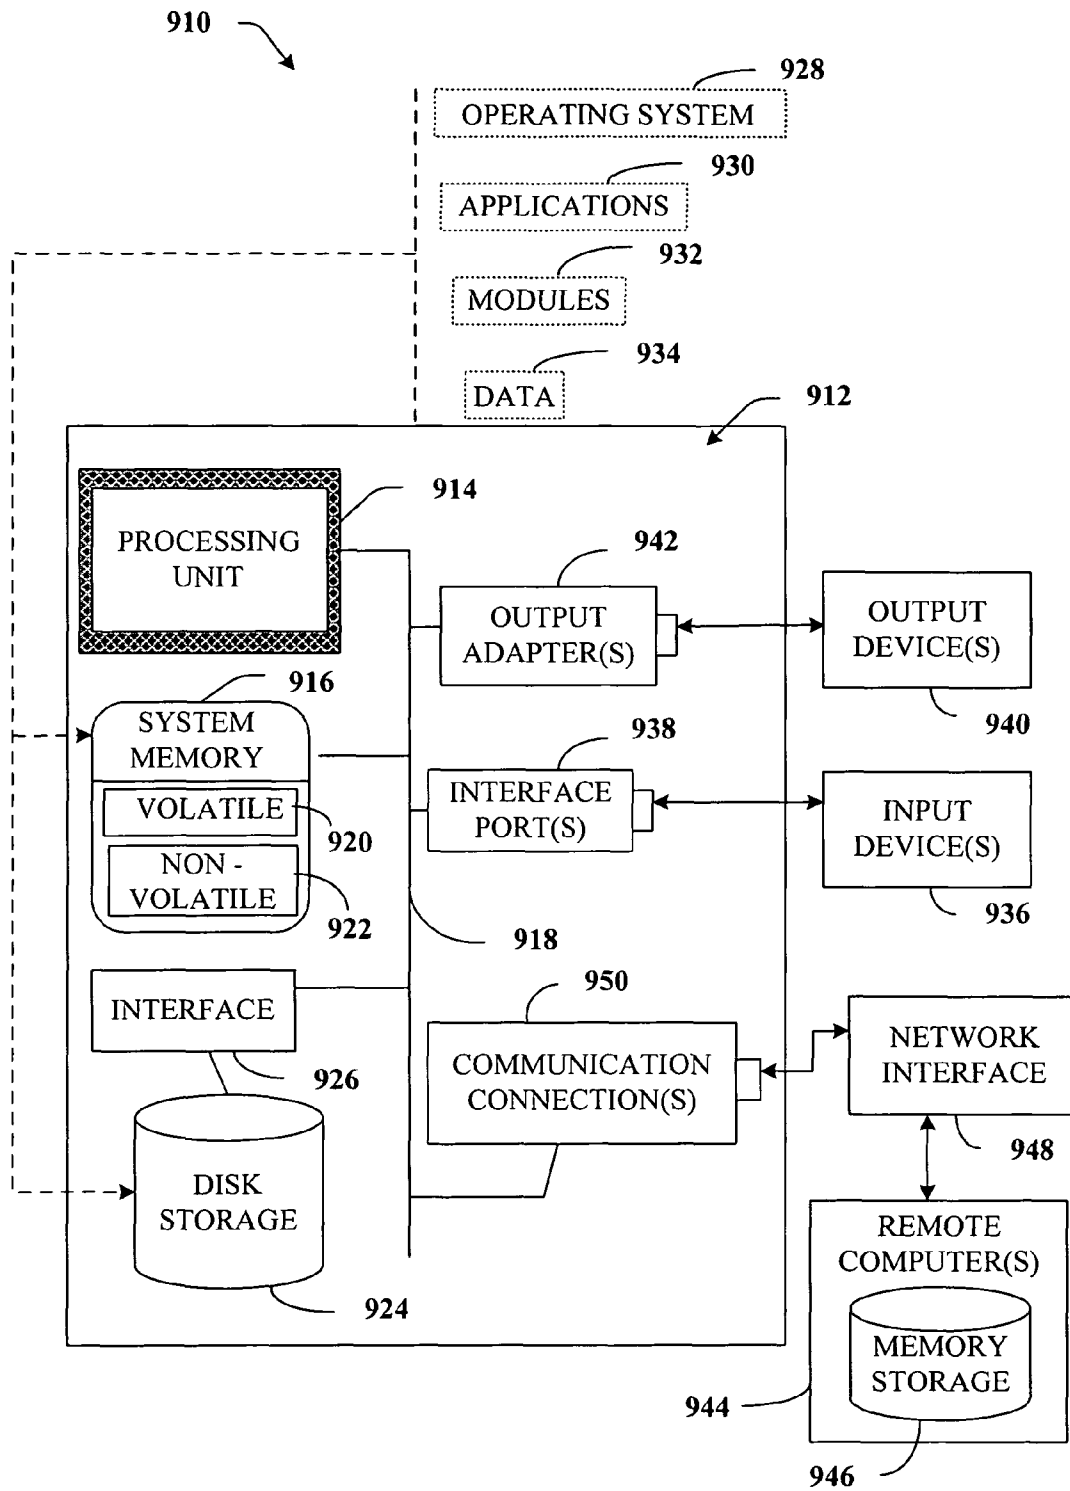 910
928
OPERATING SYSTEM
930
APPLICATIONS
932
MODULES
934
DATA
912
914
PROCESSING
UNIT
942
OUTPUT
ADAPTER(S)
OUTPUT
DEVICE(S)
940
916
SYSTEM
MEMORY
VOLATILE
920
NON -
VOLATILE
922
938
INTERFACE
PORT(S)
INPUT
DEVICE(S)
936
918
950
INTERFACE
926
COMMUNICATION
CONNECTION(S)
NETWORK
INTERFACE
948
DISK
STORAGE
924
REMOTE
COMPUTER(S)
MEMORY
STORAGE
944
946